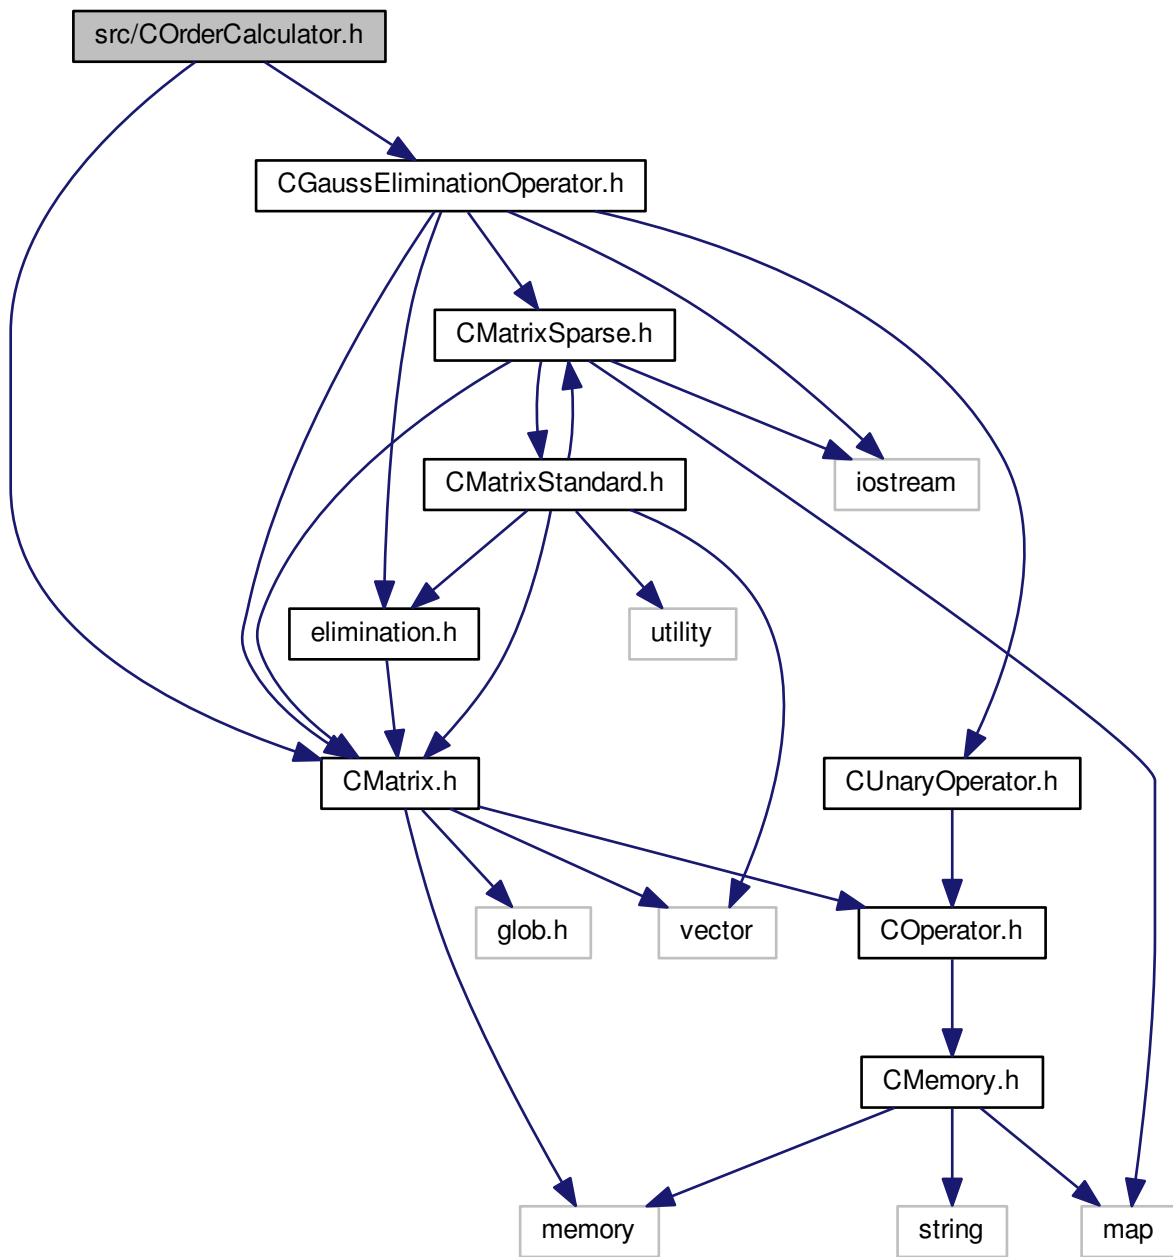 src/COrderCalculator.h
CGaussEliminationOperator.h
CMatrixSparse.h
CMatrixStandard.h
iostream
elimination.h
utility
CMatrix.h
CUnaryOperator.h
glob.h
vector
COperator.h
CMemory.h
memory
string
map